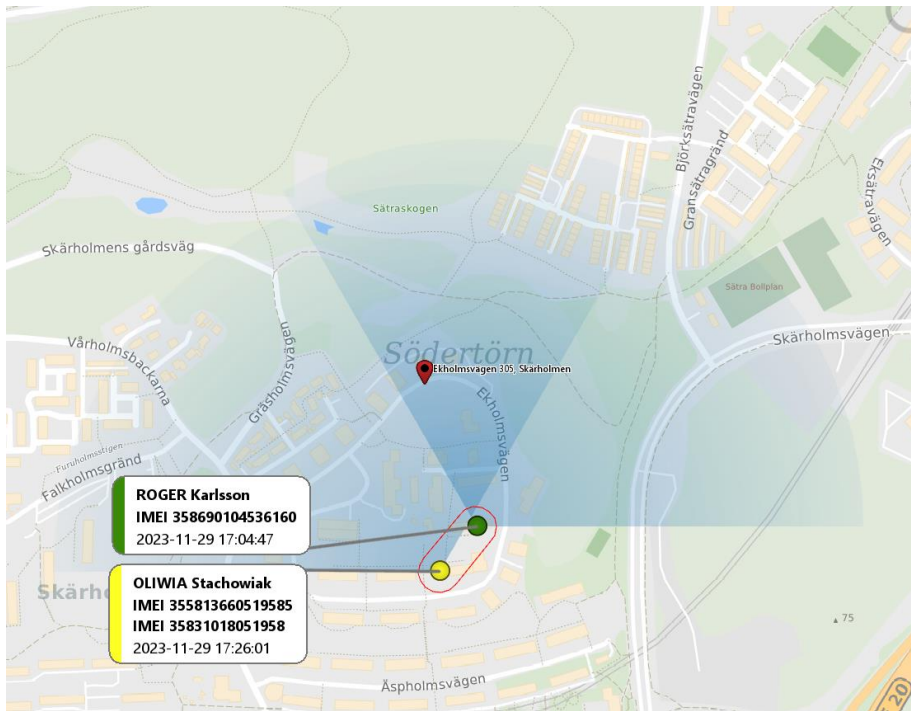 Björksätravägen
Gransätragränd
Eksätravägen
Sätraskogen
Skärholmens gårdsväg
Sätra Bollplan
Skärholmsvägen
Vårholmsbackarna
Gräsholmsvägen
Södertörn
Ekholmsvägen 305, Skärholmen
Ekholmsvägen
Furuholmsstigen
Falkholmsgränd
ROGER Karlsson
IMEI 358690104536160
2023-11-29 17:04:47
OLIWIA Stachowiak
IMEI 355813660519585
IMEI 35831018051958
2023-11-29 17:26:01
Skärh
75
Äspholmsvägen
E 20